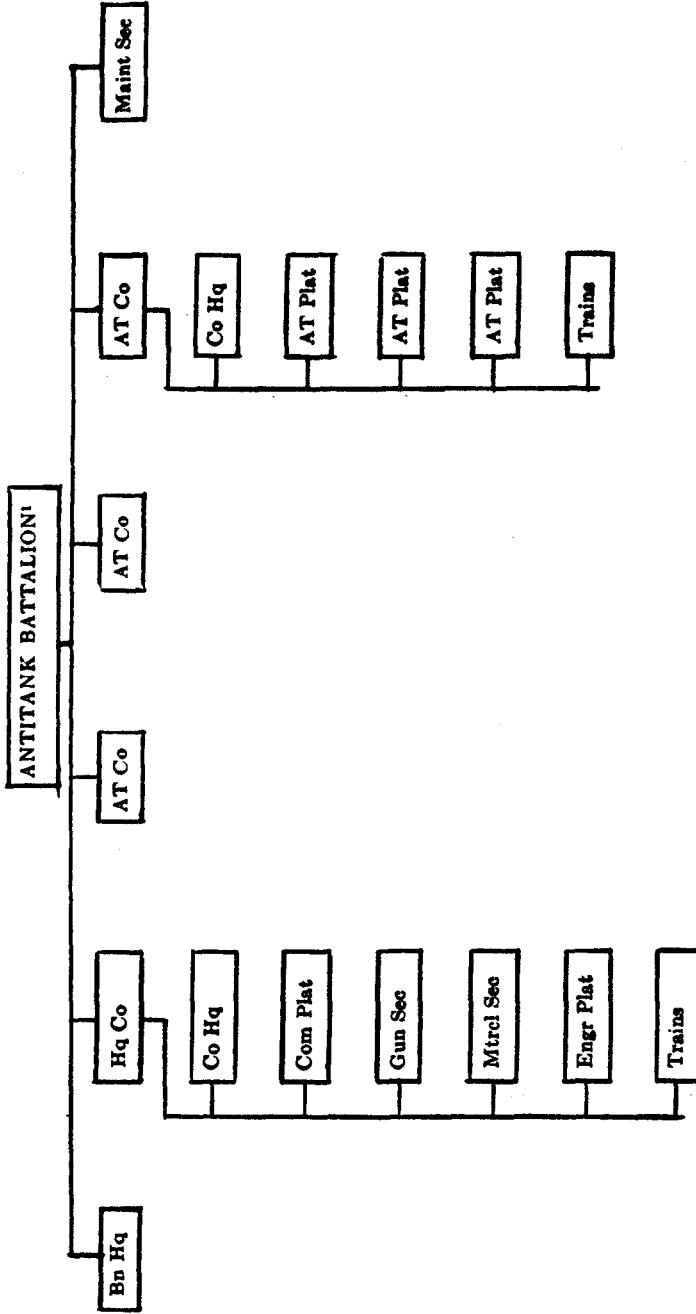 ANTITANK BATTALION¹
Bn Hq
Hq Co
AT Co
AT Co
AT Co
Maint Sec
Co Hq
Com Plat
Gun Sec
Mtrcl Sec
Engr Plat
Trains
Co Hq
AT Plat
AT Plat
AT Plat
Trains